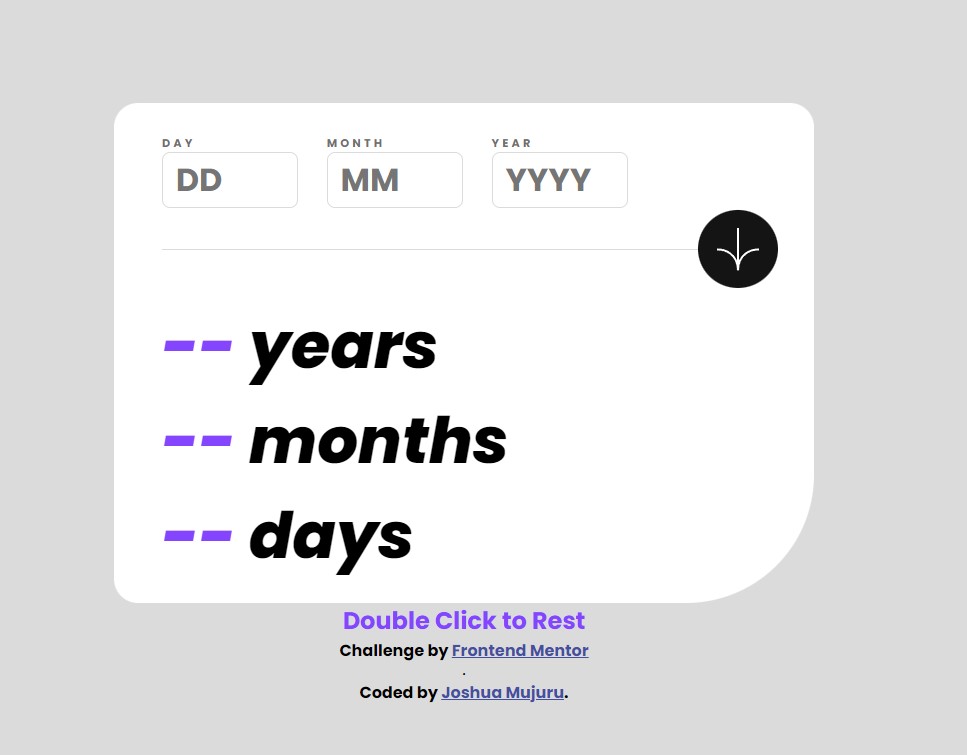 DAY MONTH YEAR
DD MM YYYY
-- years
-- months
-- days
Double Click to Rest
Challenge by Frontend Mentor
.
Coded by Joshua Mujuru.